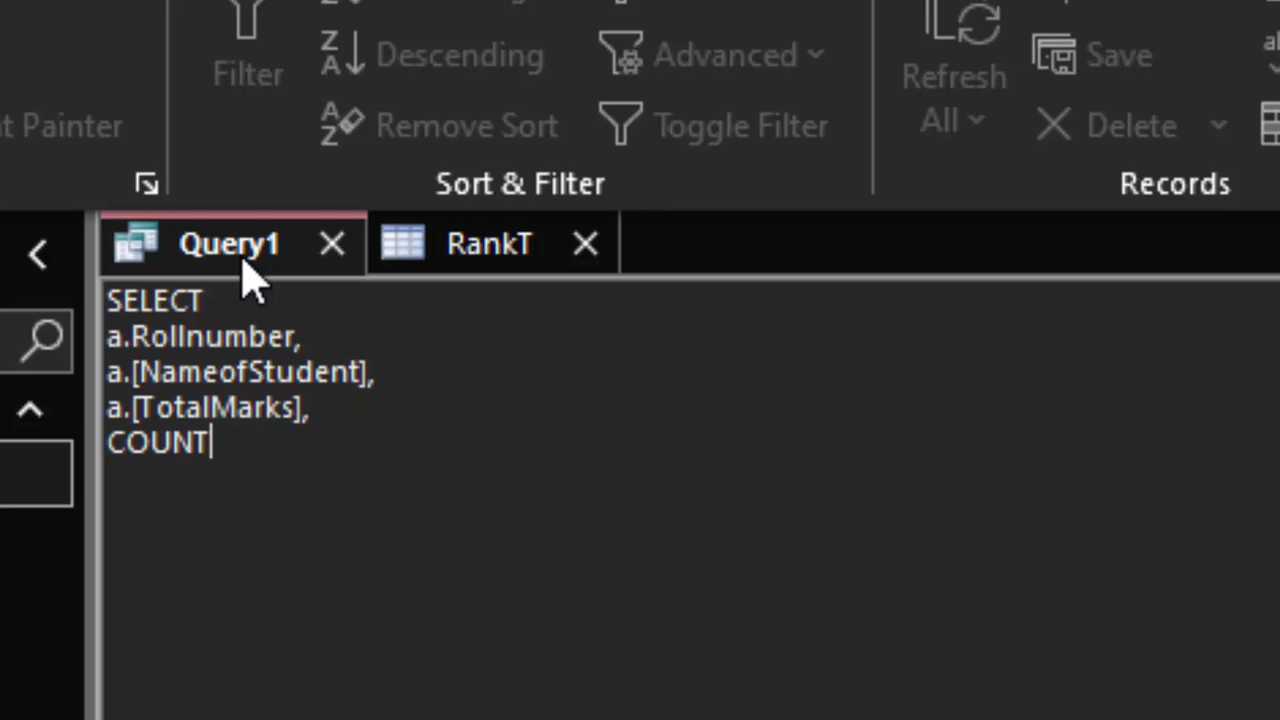 Filter
Descending
Advanced
Remove Sort
Toggle Filter
Refresh
All
Save
Delete
t Painter
Sort & Filter
Records
Query1
RankT
SELECT
a.Rollnumber,
a.[NameofStudent],
a.[TotalMarks],
COUNT